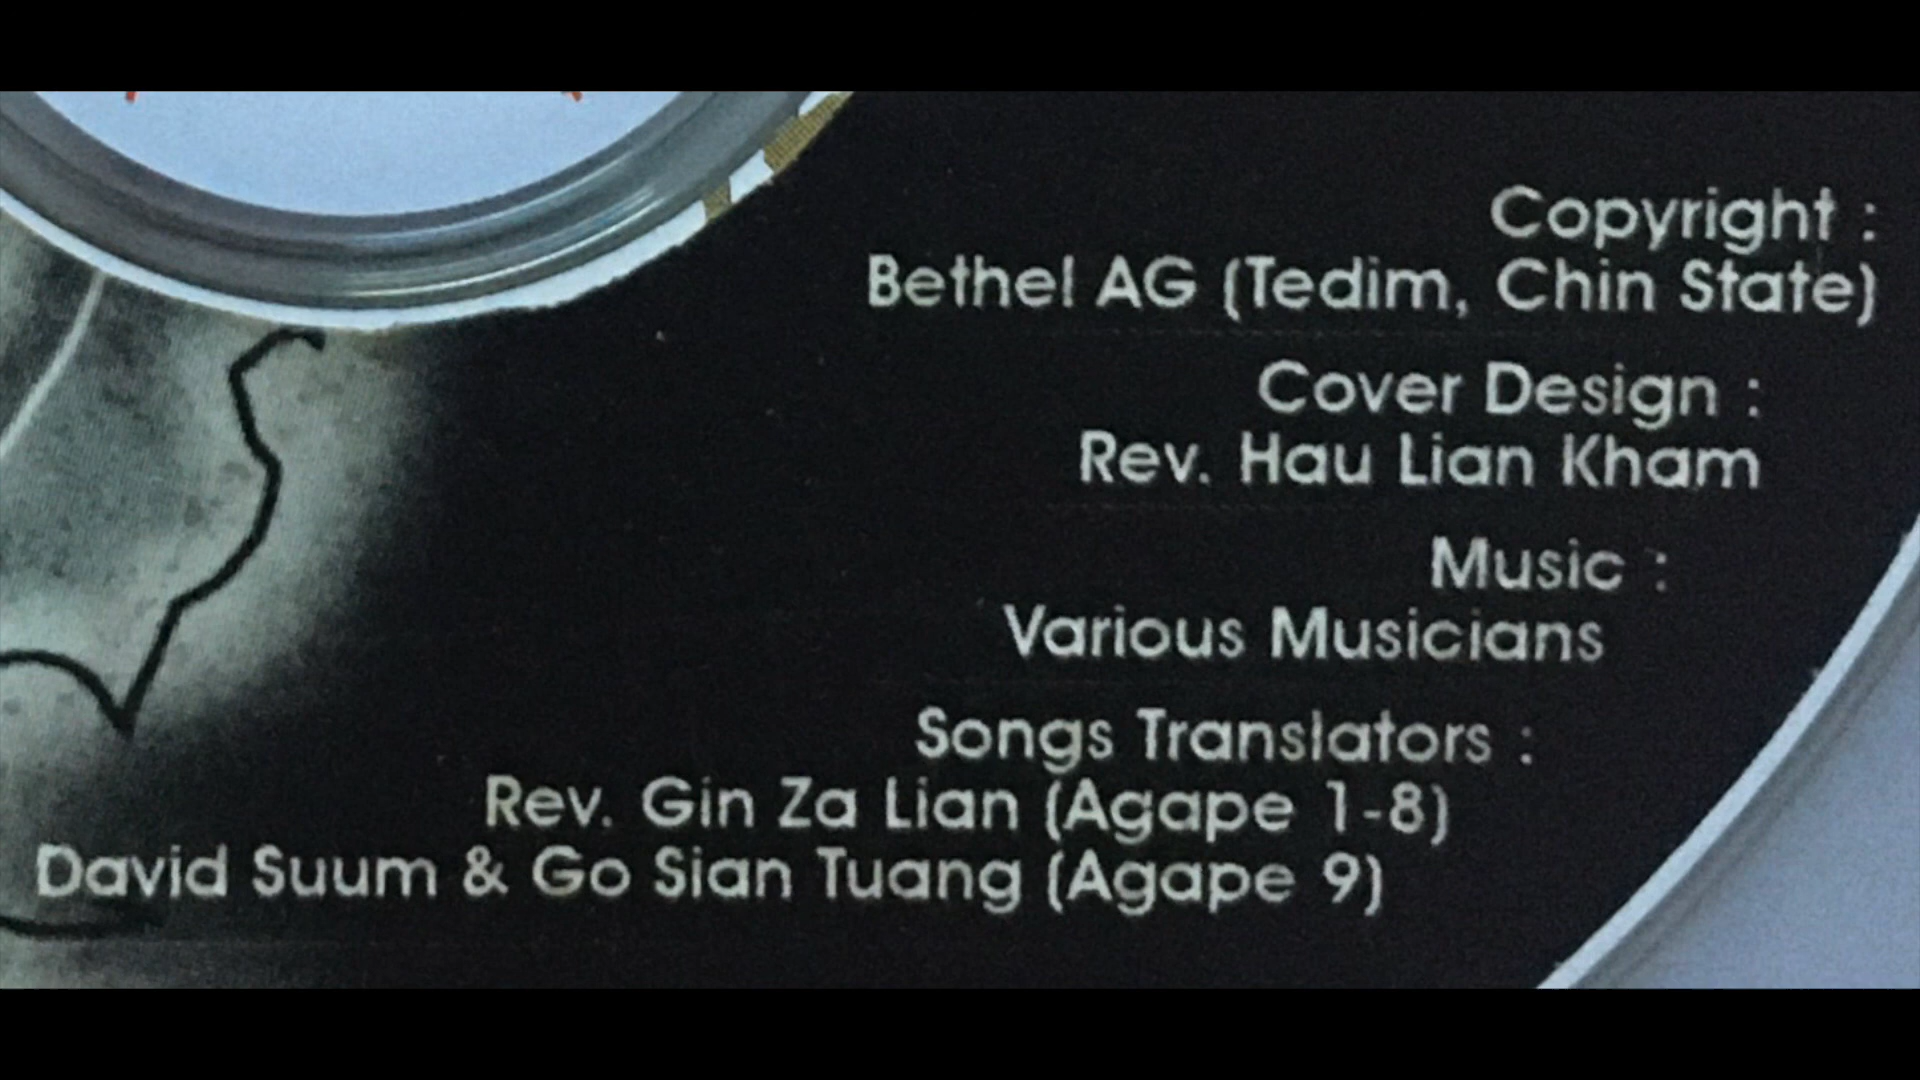 Copyright :
Bethel AG (Tedim, Chin State)
Cover Design :
Rev. Hau Lian Kham
Music :
Various Musicians
Songs Translators :
Rev. Gin Za Lian (Agape 1-8)
David Suum & Go Sian Tuang (Agape 9)